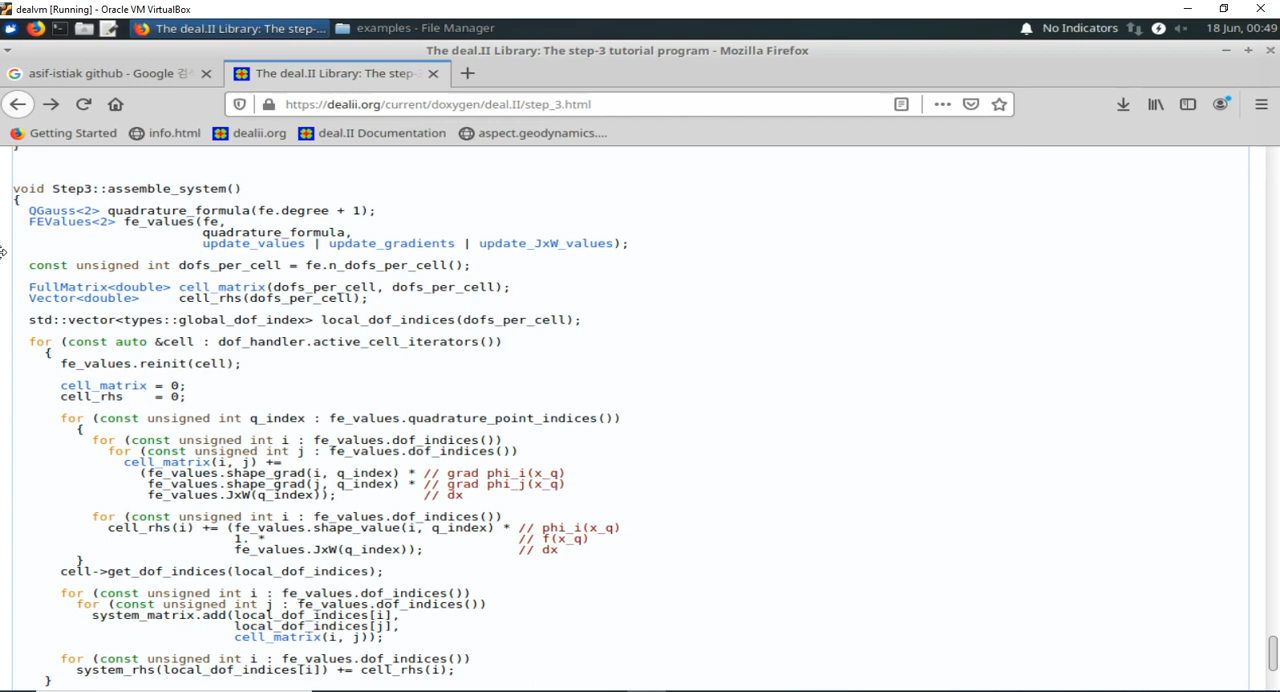 dealvm [Running] - Oracle VM VirtualBox
The deal.II Library: The step-... examples - File Manager No Indicators 18 Jun, 00:49
The deal.II Library: The step-3 tutorial program - Mozilla Firefox
asif-istiak github - Google 검 The deal.II Library: The step-
https://dealii.org/current/doxygen/deal.II/step_3.html
Getting Started info.html dealii.org deal.II Documentation aspect.geodynamics....
}
void Step3::assemble_system()
{
QGauss<2> quadrature_formula(fe.degree + 1);
FEValues<2> fe_values(fe,
quadrature_formula,
update_values | update_gradients | update_JxW_values);
const unsigned int dofs_per_cell = fe.n_dofs_per_cell();
FullMatrix<double> cell_matrix(dofs_per_cell, dofs_per_cell);
Vector<double> cell_rhs(dofs_per_cell);
std::vector<types::global_dof_index> local_dof_indices(dofs_per_cell);
for (const auto &cell : dof_handler.active_cell_iterators())
{
fe_values.reinit(cell);
cell_matrix = 0;
cell_rhs = 0;
for (const unsigned int q_index : fe_values.quadrature_point_indices())
{
for (const unsigned int i : fe_values.dof_indices())
for (const unsigned int j : fe_values.dof_indices())
cell_matrix(i, j) +=
(fe_values.shape_grad(i, q_index) * // grad phi_i(x_q)
fe_values.shape_grad(j, q_index) * // grad phi_j(x_q)
fe_values.JxW(q_index)); // dx
for (const unsigned int i : fe_values.dof_indices())
cell_rhs(i) += (fe_values.shape_value(i, q_index) * // phi_i(x_q)
1. * // f(x_q)
fe_values.JxW(q_index)); // dx
}
cell->get_dof_indices(local_dof_indices);
for (const unsigned int i : fe_values.dof_indices())
for (const unsigned int j : fe_values.dof_indices())
system_matrix.add(local_dof_indices[i],
local_dof_indices[j],
cell_matrix(i, j));
for (const unsigned int i : fe_values.dof_indices())
system_rhs(local_dof_indices[i]) += cell_rhs(i);
}